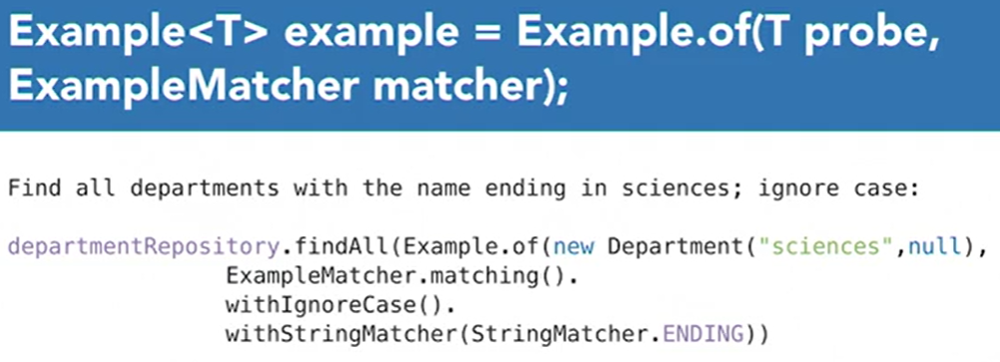 Example<T> example = Example.of(T probe,
ExampleMatcher matcher);
Find all departments with the name ending in sciences; ignore case:
departmentRepository.findAll(Example.of(new Department("sciences",null),
ExampleMatcher.matching().
withIgnoreCase().
withStringMatcher(StringMatcher.ENDING))